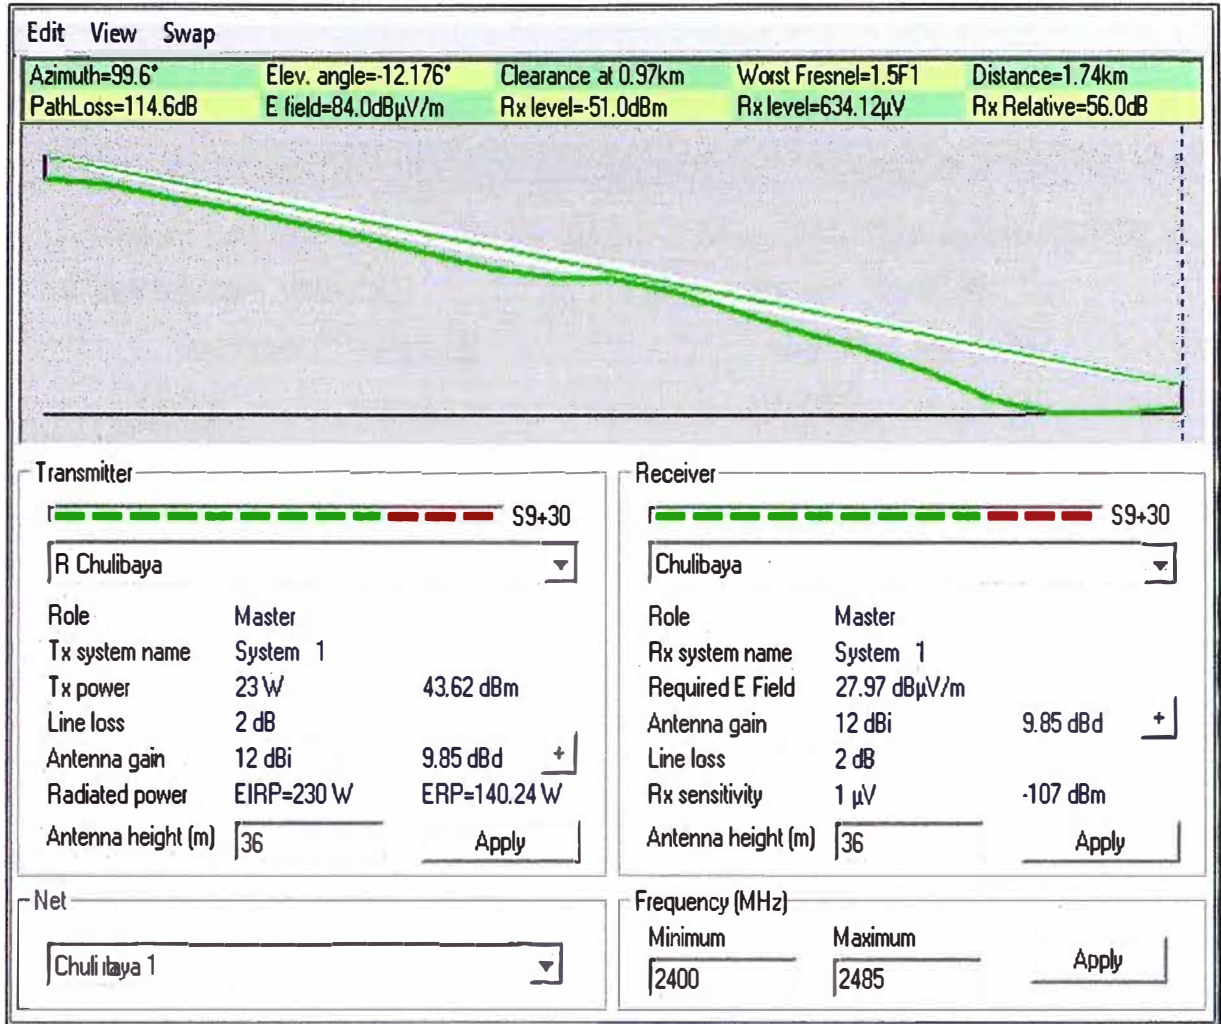 Edit View Swap
Azimuth=99.6° Elev. angle=-12.176° Clearance at 0.97km Worst Fresnel=1.5F1 Distance=1.74km
PathLoss=114.6dB E field=84.0dBµV/m Rx level=-51.0dBm Rx level=634.12µV Rx Relative=56.0dB
Transmitter
S9+30
R Chulibaya
Role Master
Tx system name System 1
Tx power 23 W 43.62 dBm
Line loss 2 dB
Antenna gain 12 dBi 9.85 dBd +
Radiated power EIRP=230 W ERP=140.24 W
Antenna height (m) 36 Apply
Receiver
S9+30
Chulibaya
Role Master
Rx system name System 1
Required E Field 27.97 dBµV/m
Antenna gain 12 dBi 9.85 dBd +
Line loss 2 dB
Rx sensitivity 1 µV -107 dBm
Antenna height (m) 36 Apply
Net
Chulibaya 1
Frequency (MHz)
Minimum Maximum
2400 2485 Apply